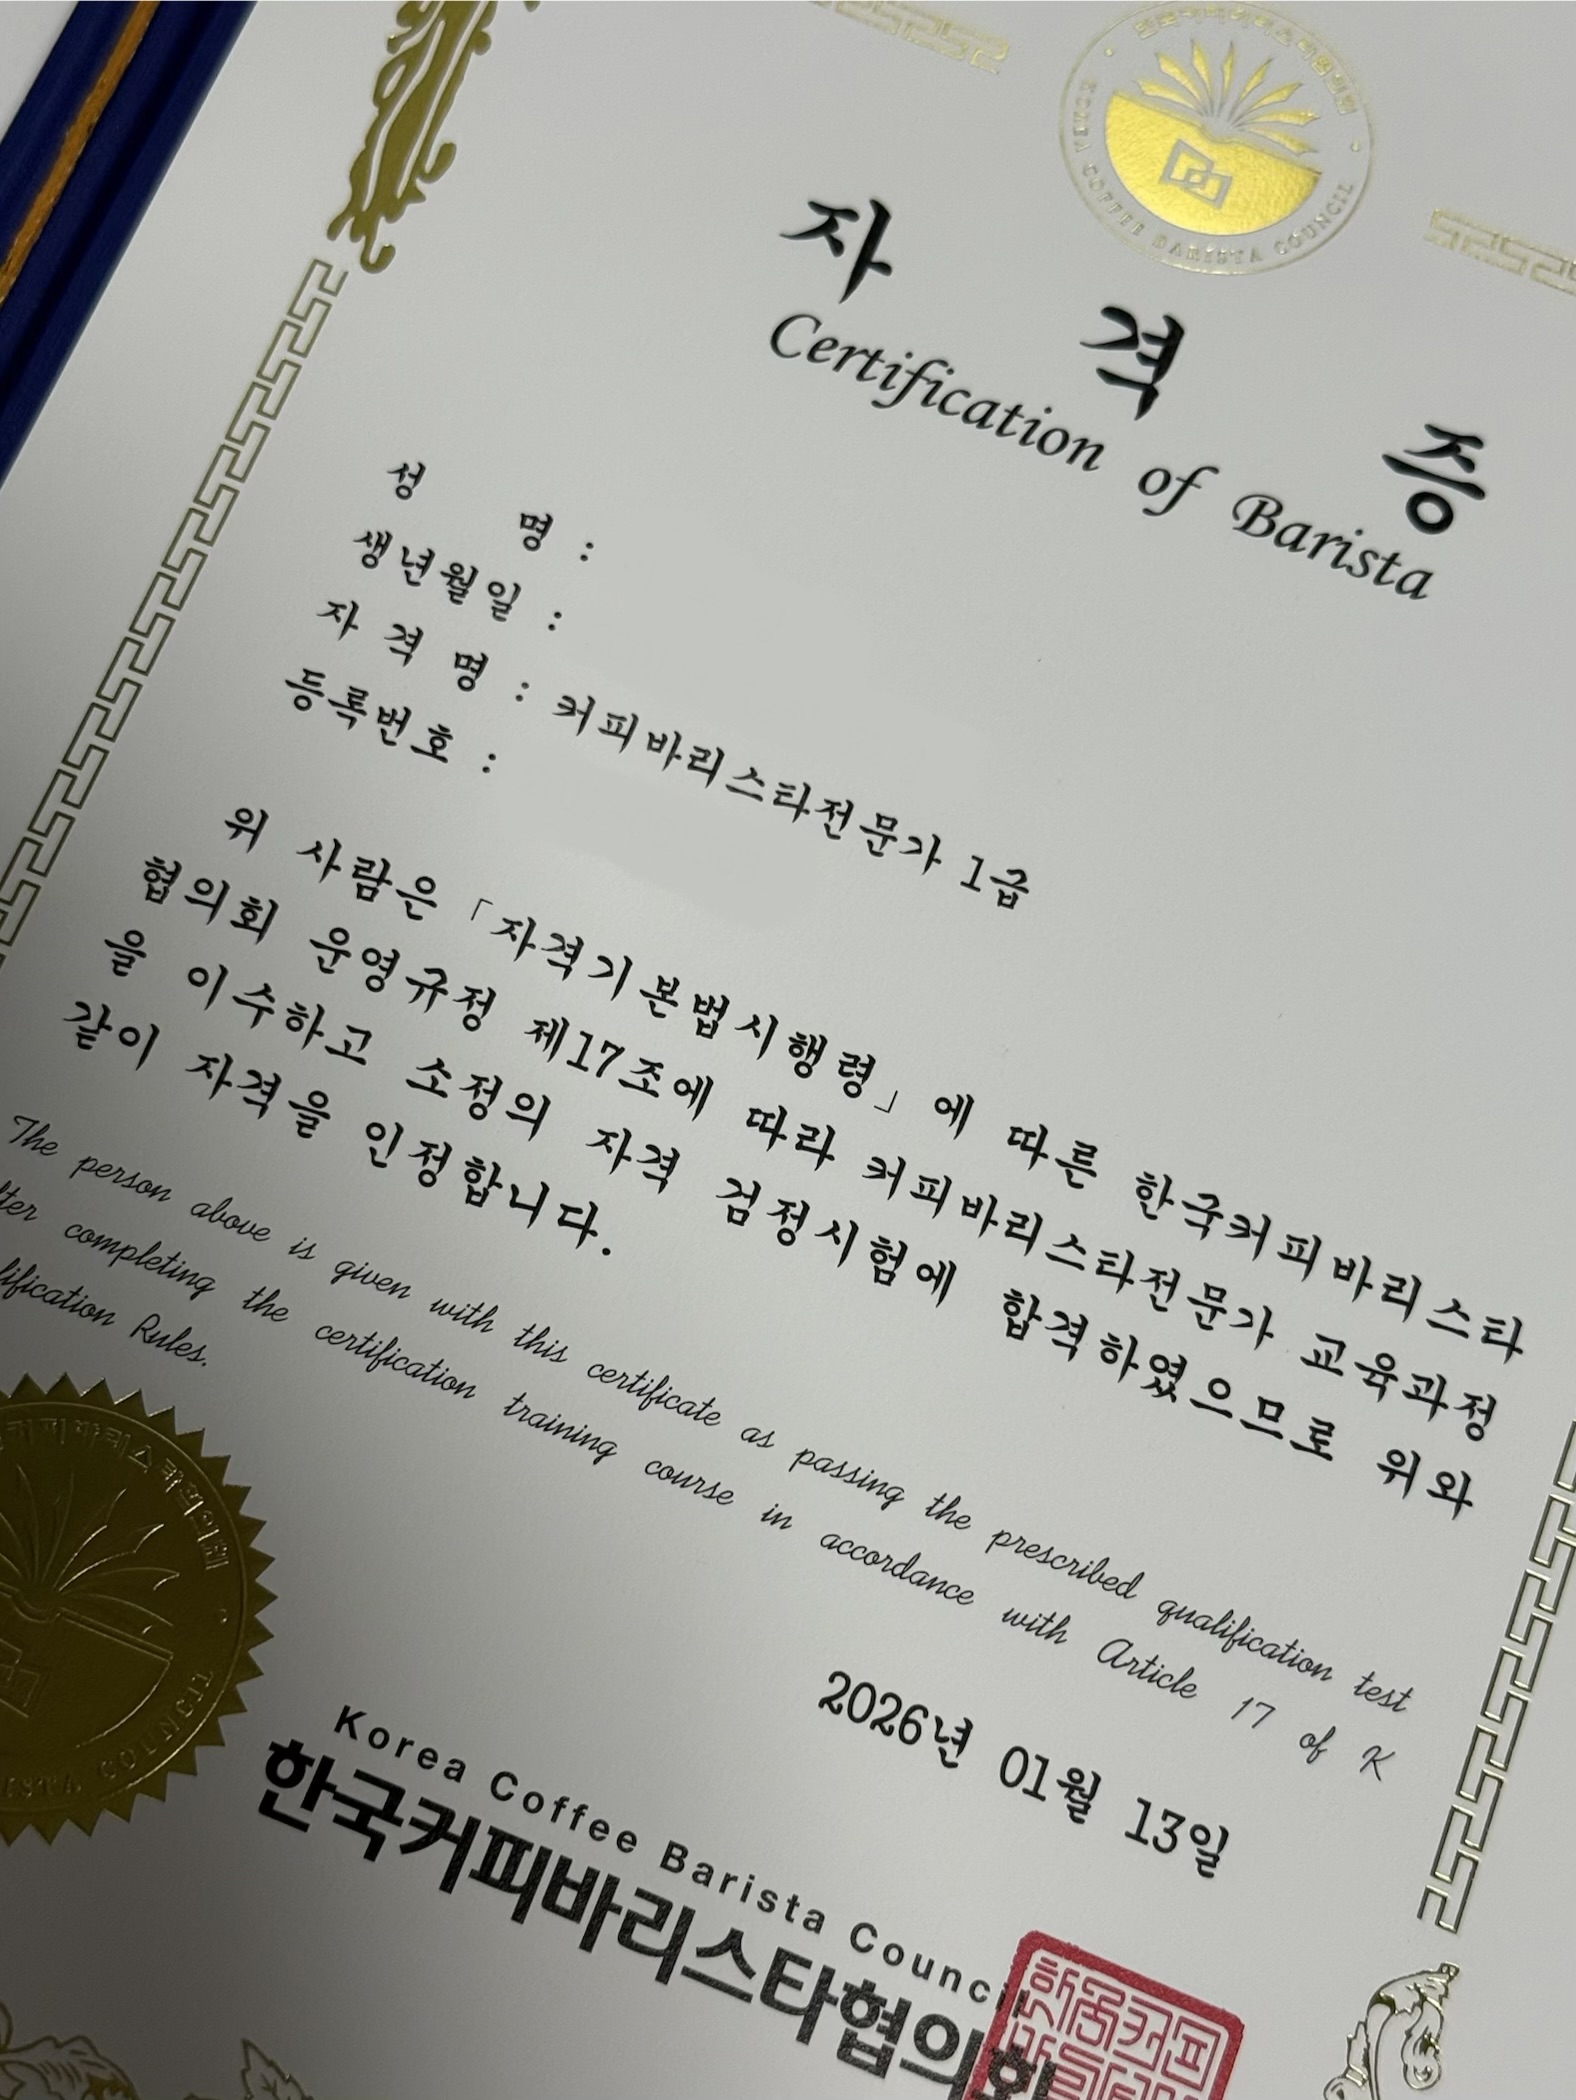 KOREA COFFEE BARISTA COUNCIL
자 격 증
Certification of Barista
성 명 :
생년월일 :
자 격 명 : 커피바리스타전문가 1급
등록번호 :
위 사람은 「자격기본법시행령」에 따른 한국커피바리스타
협의회 운영규정 제17조에 따라 커피바리스타전문가 교육과정
을 이수하고 소정의 자격 검정시험에 합격하였으므로 위와
같이 자격을 인정합니다.
The person above is given with this certificate as passing the prescribed qualification test
completing the certification training course in accordance with Article 17 of K
Rules.
2026년 01월 13일
Korea Coffee Barista Council
한국커피바리스타협의회